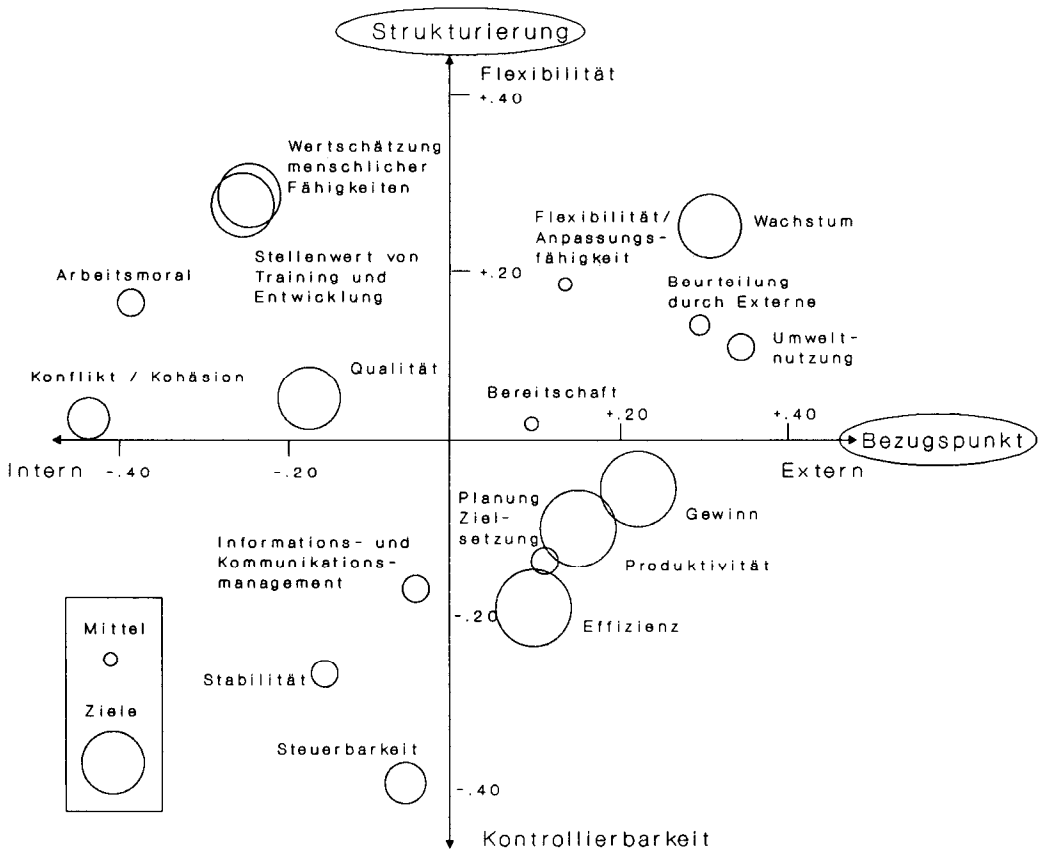 Strukturierung
Flexibilität
+.40
Wertschätzung
menschlicher
Fähigkeiten
Flexibilität/
Anpassungs-
fähigkeit
Wachstum
Stellenwert von
Training und
Entwicklung
+.20
Arbeitsmoral
Beurteilung
durch Externe
Umwelt-
nutzung
Qualität
Konflikt / Kohäsion
Bereitschaft
+.20
+.40
Bezugspunkt
Intern
-.40
-.20
Extern
Planung
Ziel-
setzung
Gewinn
Informations- und
Kommunikations-
management
Produktivität
-.20
Effizienz
Mittel
Stabilität
Ziele
Steuerbarkeit
-.40
Kontrollierbarkeit